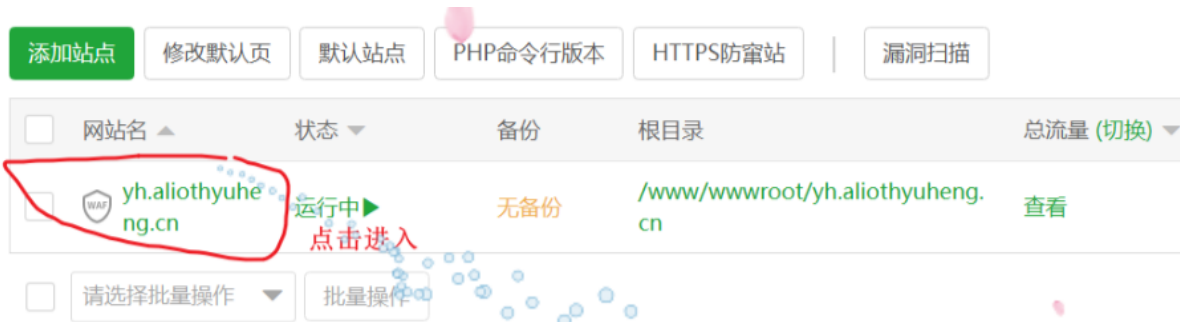 添加站点 修改默认页 默认站点 PHP命令行版本 HTTPS防窜站 漏洞扫描
网站名 状态 备份 根目录 总流量 (切换)
WAF yh.aliothyuhe 运行中 无备份 /www/wwwroot/yh.aliothyuheng. 查看
ng.cn cn
点击进入
请选择批量操作 批量操作